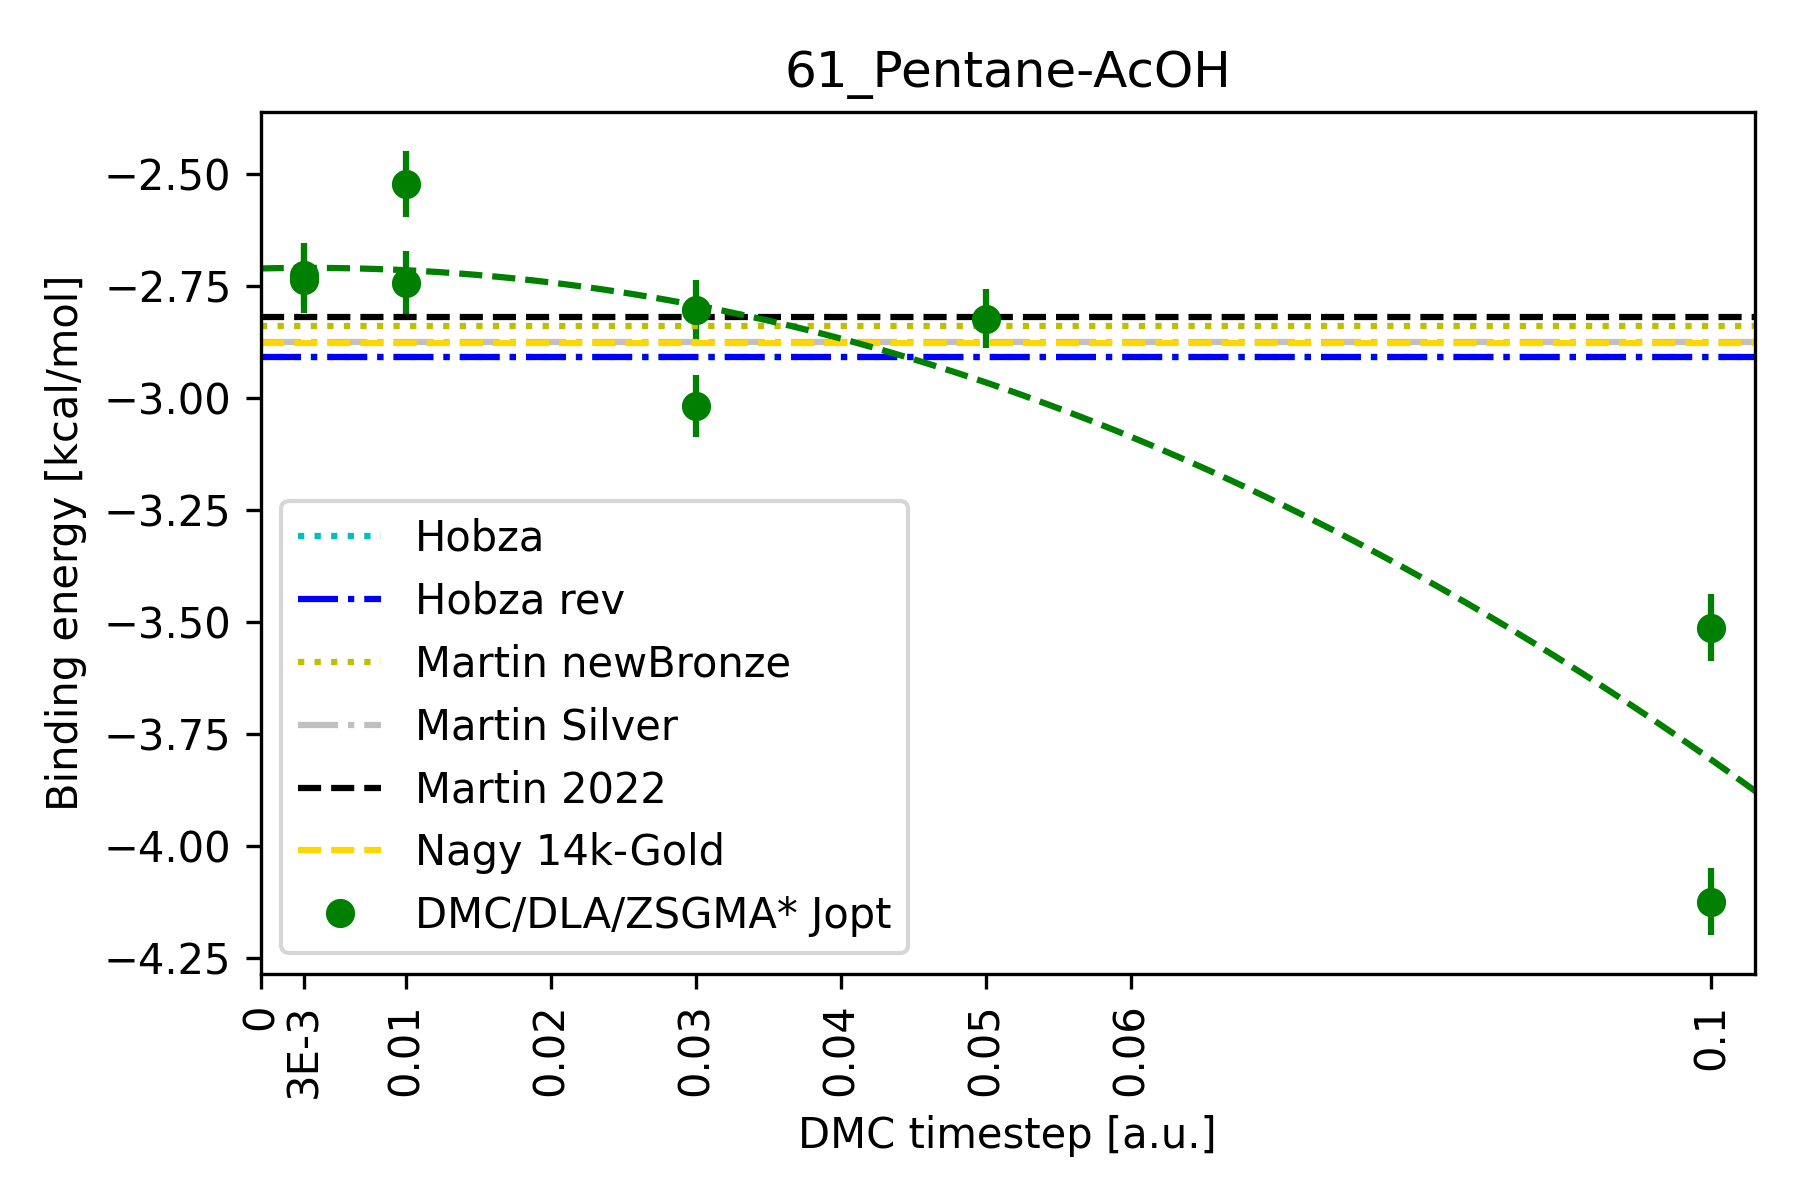 61_Pentane-AcOH
Binding energy [kcal/mol]
−2.50
−2.75
−3.00
−3.25
−3.50
−3.75
−4.00
−4.25
Hobza
Hobza rev
Martin newBronze
Martin Silver
Martin 2022
Nagy 14k-Gold
DMC/DLA/ZSGMA* Jopt
0
3E-3
0.01
0.02
0.03
0.04
0.05
0.06
0.1
DMC timestep [a.u.]